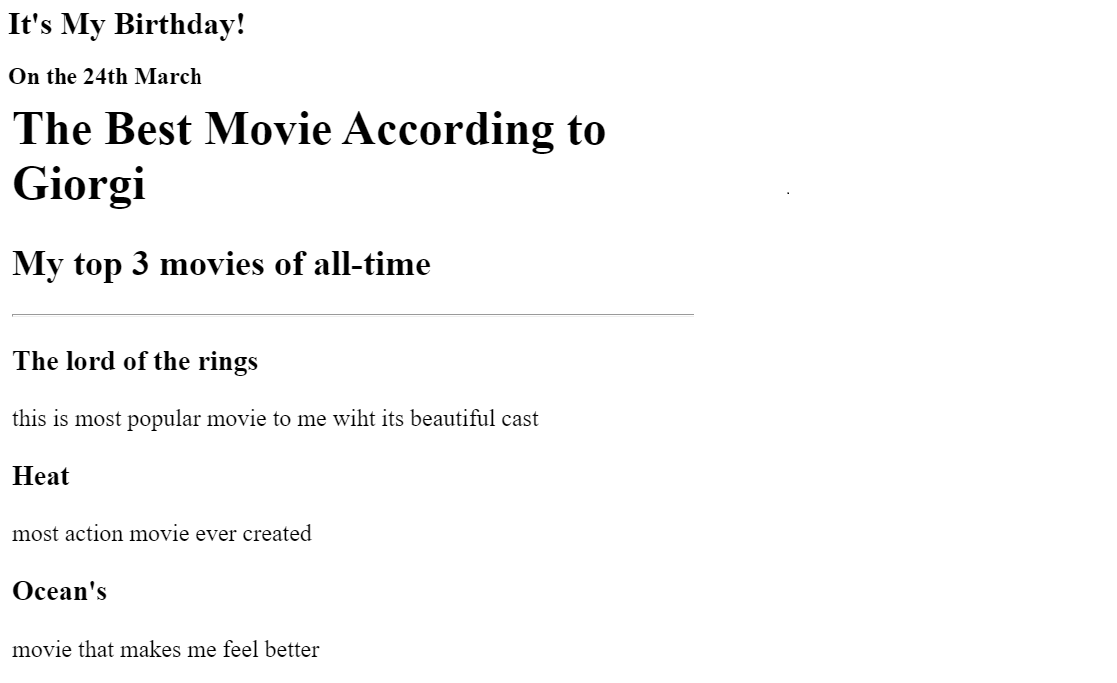 It's My Birthday!
On the 24th March
The Best Movie According to
Giorgi
My top 3 movies of all-time
The lord of the rings
this is most popular movie to me wiht its beautiful cast
Heat
most action movie ever created
Ocean's
movie that makes me feel better